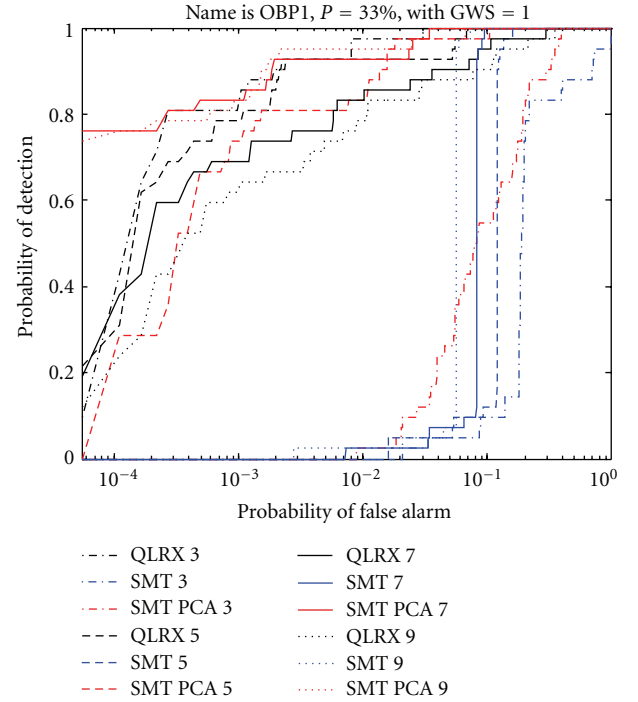 Name is OBP1, P = 33%, with GWS = 1
1
0.8
0.6
0.4
0.2
0
Probability of detection
10⁻⁴ 10⁻³ 10⁻² 10⁻¹ 10⁰
Probability of false alarm
QLRX 3
SMT 3
SMT PCA 3
QLRX 5
SMT 5
SMT PCA 5
QLRX 7
SMT 7
SMT PCA 7
QLRX 9
SMT 9
SMT PCA 9